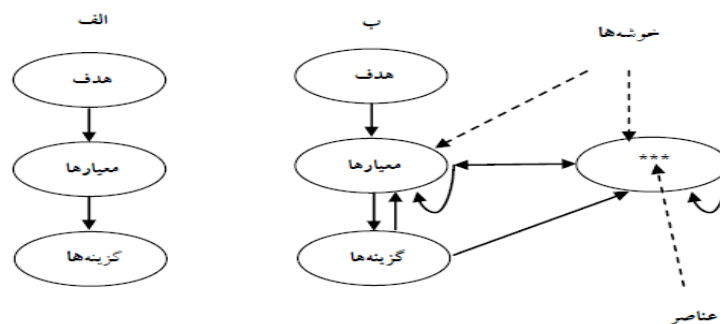 الف
هدف
معیارها
گزینه‌ها
ب
هدف
معیارها
گزینه‌ها
خوشه‌ها
***
عناصر